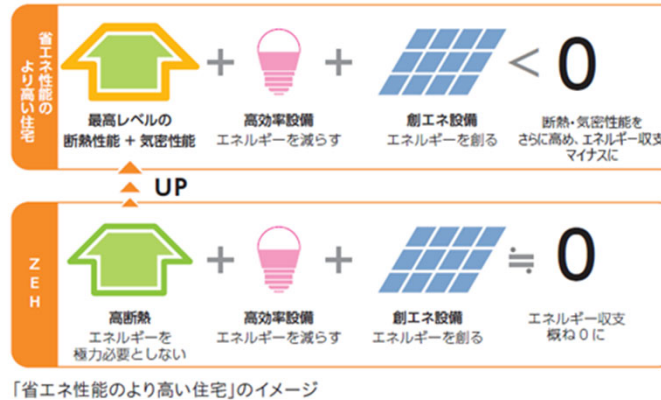 省エネ性能の
より高い住宅
+
+
<
0
最高レベルの
断熱性能 + 気密性能
高効率設備
エネルギーを減らす
創エネ設備
エネルギーを創る
断熱・気密性能を
さらに高め、エネルギー収支
マイナスに
UP
ZEH
+
+
≒
0
高断熱
エネルギーを
極力必要としない
高効率設備
エネルギーを減らす
創エネ設備
エネルギーを創る
エネルギー収支
概ね0に
「省エネ性能のより高い住宅」のイメージ